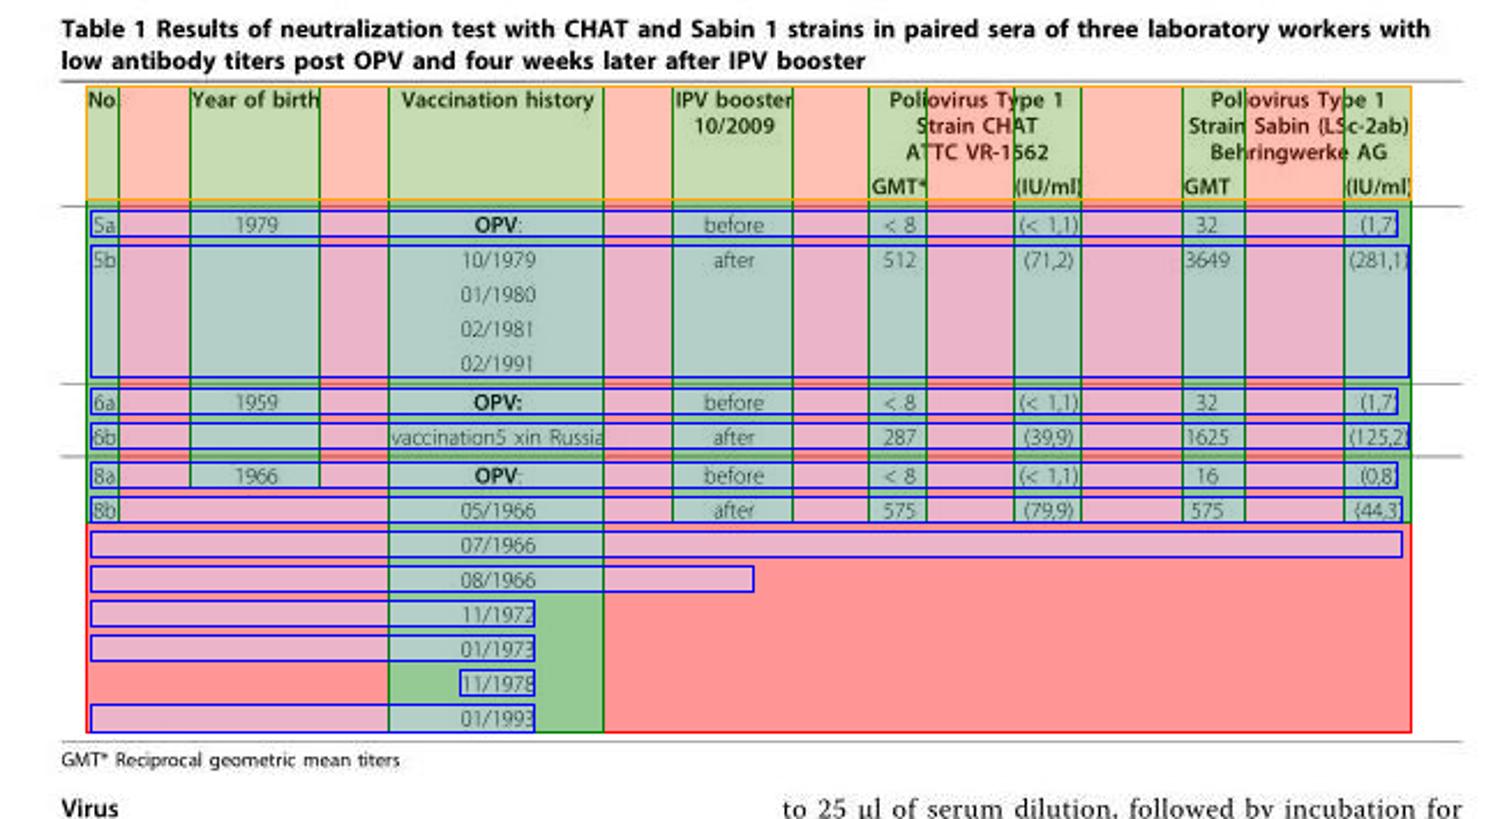 Table 1 Results of neutralization test with CHAT and Sabin 1 strains in paired sera of three laboratory workers with
low antibody titers post OPV and four weeks later after IPV booster
No Year of birth Vaccination history IPV booster Poliovirus Type 1 Poliovirus Type 1
10/2009 Strain CHAT Strain Sabin (LSc-2ab)
ATTC VR-1562 Behringwerke AG
GMT* (IU/ml) GMT (IU/ml)
5a 1979 OPV: before < 8 (< 1,1) 32 (1,7)
5b 10/1979 after 512 (71,2) 3649 (281,1)
01/1980
02/1981
02/1991
6a 1959 OPV: before < 8 (< 1,1) 32 (1,7)
6b vaccination5 xin Russia after 287 (39,9) 1625 (125,2)
8a 1966 OPV: before < 8 (< 1,1) 16 (0,8)
8b 05/1966 after 575 (79,9) 575 (44,3)
07/1966
08/1966
11/1972
01/1973
11/1978
01/1993
GMT* Reciprocal geometric mean titers
Virus to 25 μl of serum dilution, followed by incubation for